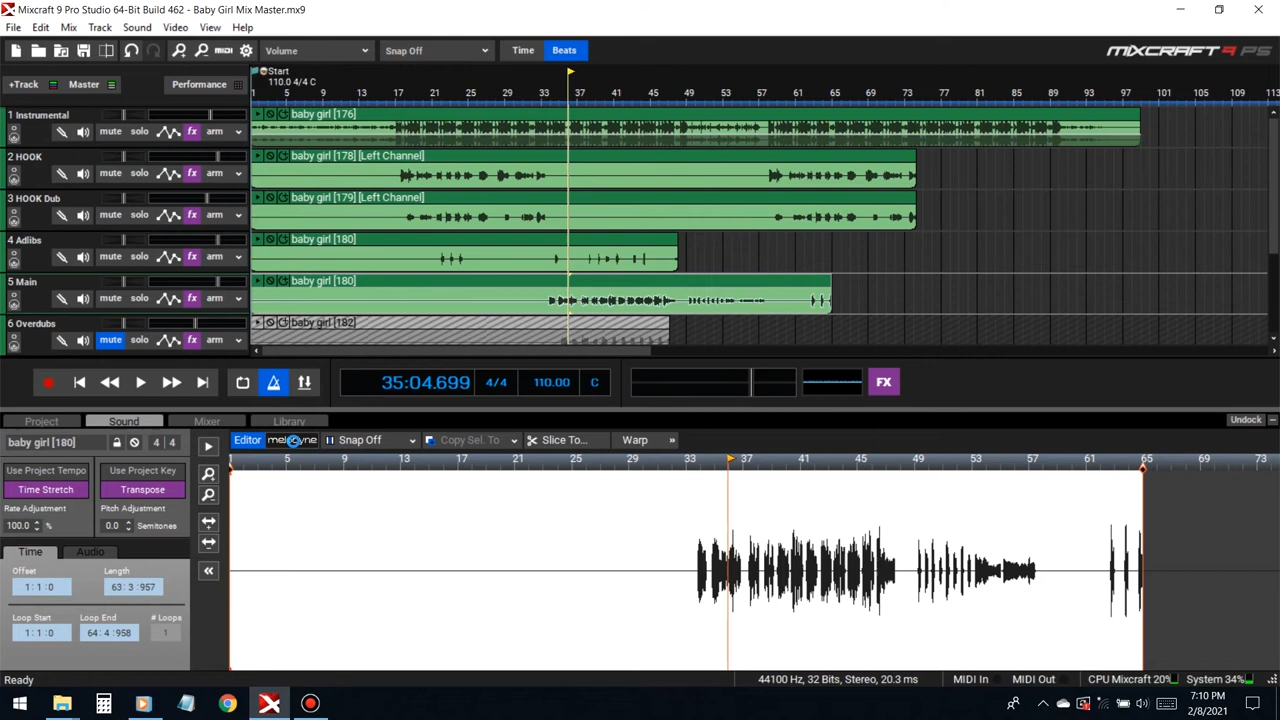 Mixcraft 9 Pro Studio 64-Bit Build 462 - Baby Girl Mix Master.mx9
File Edit Mix Track Sound Video View Help
midi Volume Snap Off Time Beats MIXCRAFT 9 PS
+Track Master Performance
Start
110.0 4/4 C
1 5 9 13 17 21 25 29 33 37 41 45 49 53 57 61 65 69 73 77 81 85 89 93 97 101 105 109 113
1 Instrumental baby girl [176]
mute solo fx arm
2 HOOK baby girl [178] [Left Channel]
mute solo fx arm
3 HOOK Dub baby girl [179] [Left Channel]
mute solo fx arm
4 Adlibs baby girl [180]
mute solo fx arm
5 Main baby girl [180]
mute solo fx arm
6 Overdubs baby girl [182]
mute solo fx arm
35:04.699 4/4 110.00 C FX
Project Sound Mixer Library Undock
baby girl [180] 4 4 Editor melodyne Snap Off Copy Sel. To Slice To... Warp »
1 5 9 13 17 21 25 29 33 37 41 45 49 53 57 61 65 69 73
Use Project Tempo Use Project Key
Time Stretch Transpose
Rate Adjustment Pitch Adjustment
100.0 % 0.0 Semitones
Time Audio
Offset Length
1:1:0 63:3:957
Loop Start Loop End # Loops
1:1:0 64:4:958 1
Ready 44100 Hz, 32 Bits, Stereo, 20.3 ms MIDI In MIDI Out CPU Mixcraft 20% System 34%
7:10 PM
2/8/2021